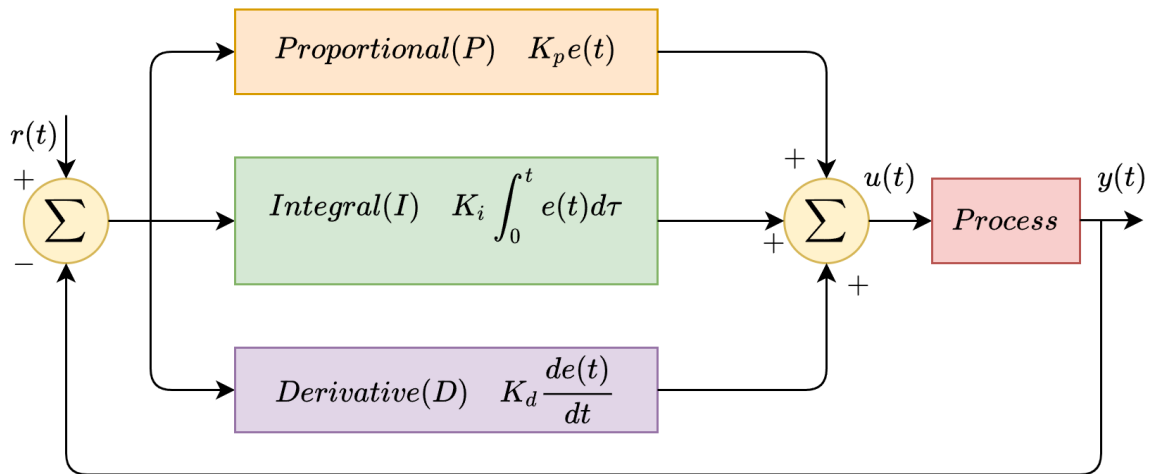 Proportional(P) K_p e(t)
r(t)
+
Σ
−
Integral(I) K_i ∫_0^t e(t)dτ
+
+
Σ
+
u(t)
Process
y(t)
Derivative(D) K_d de(t)/dt